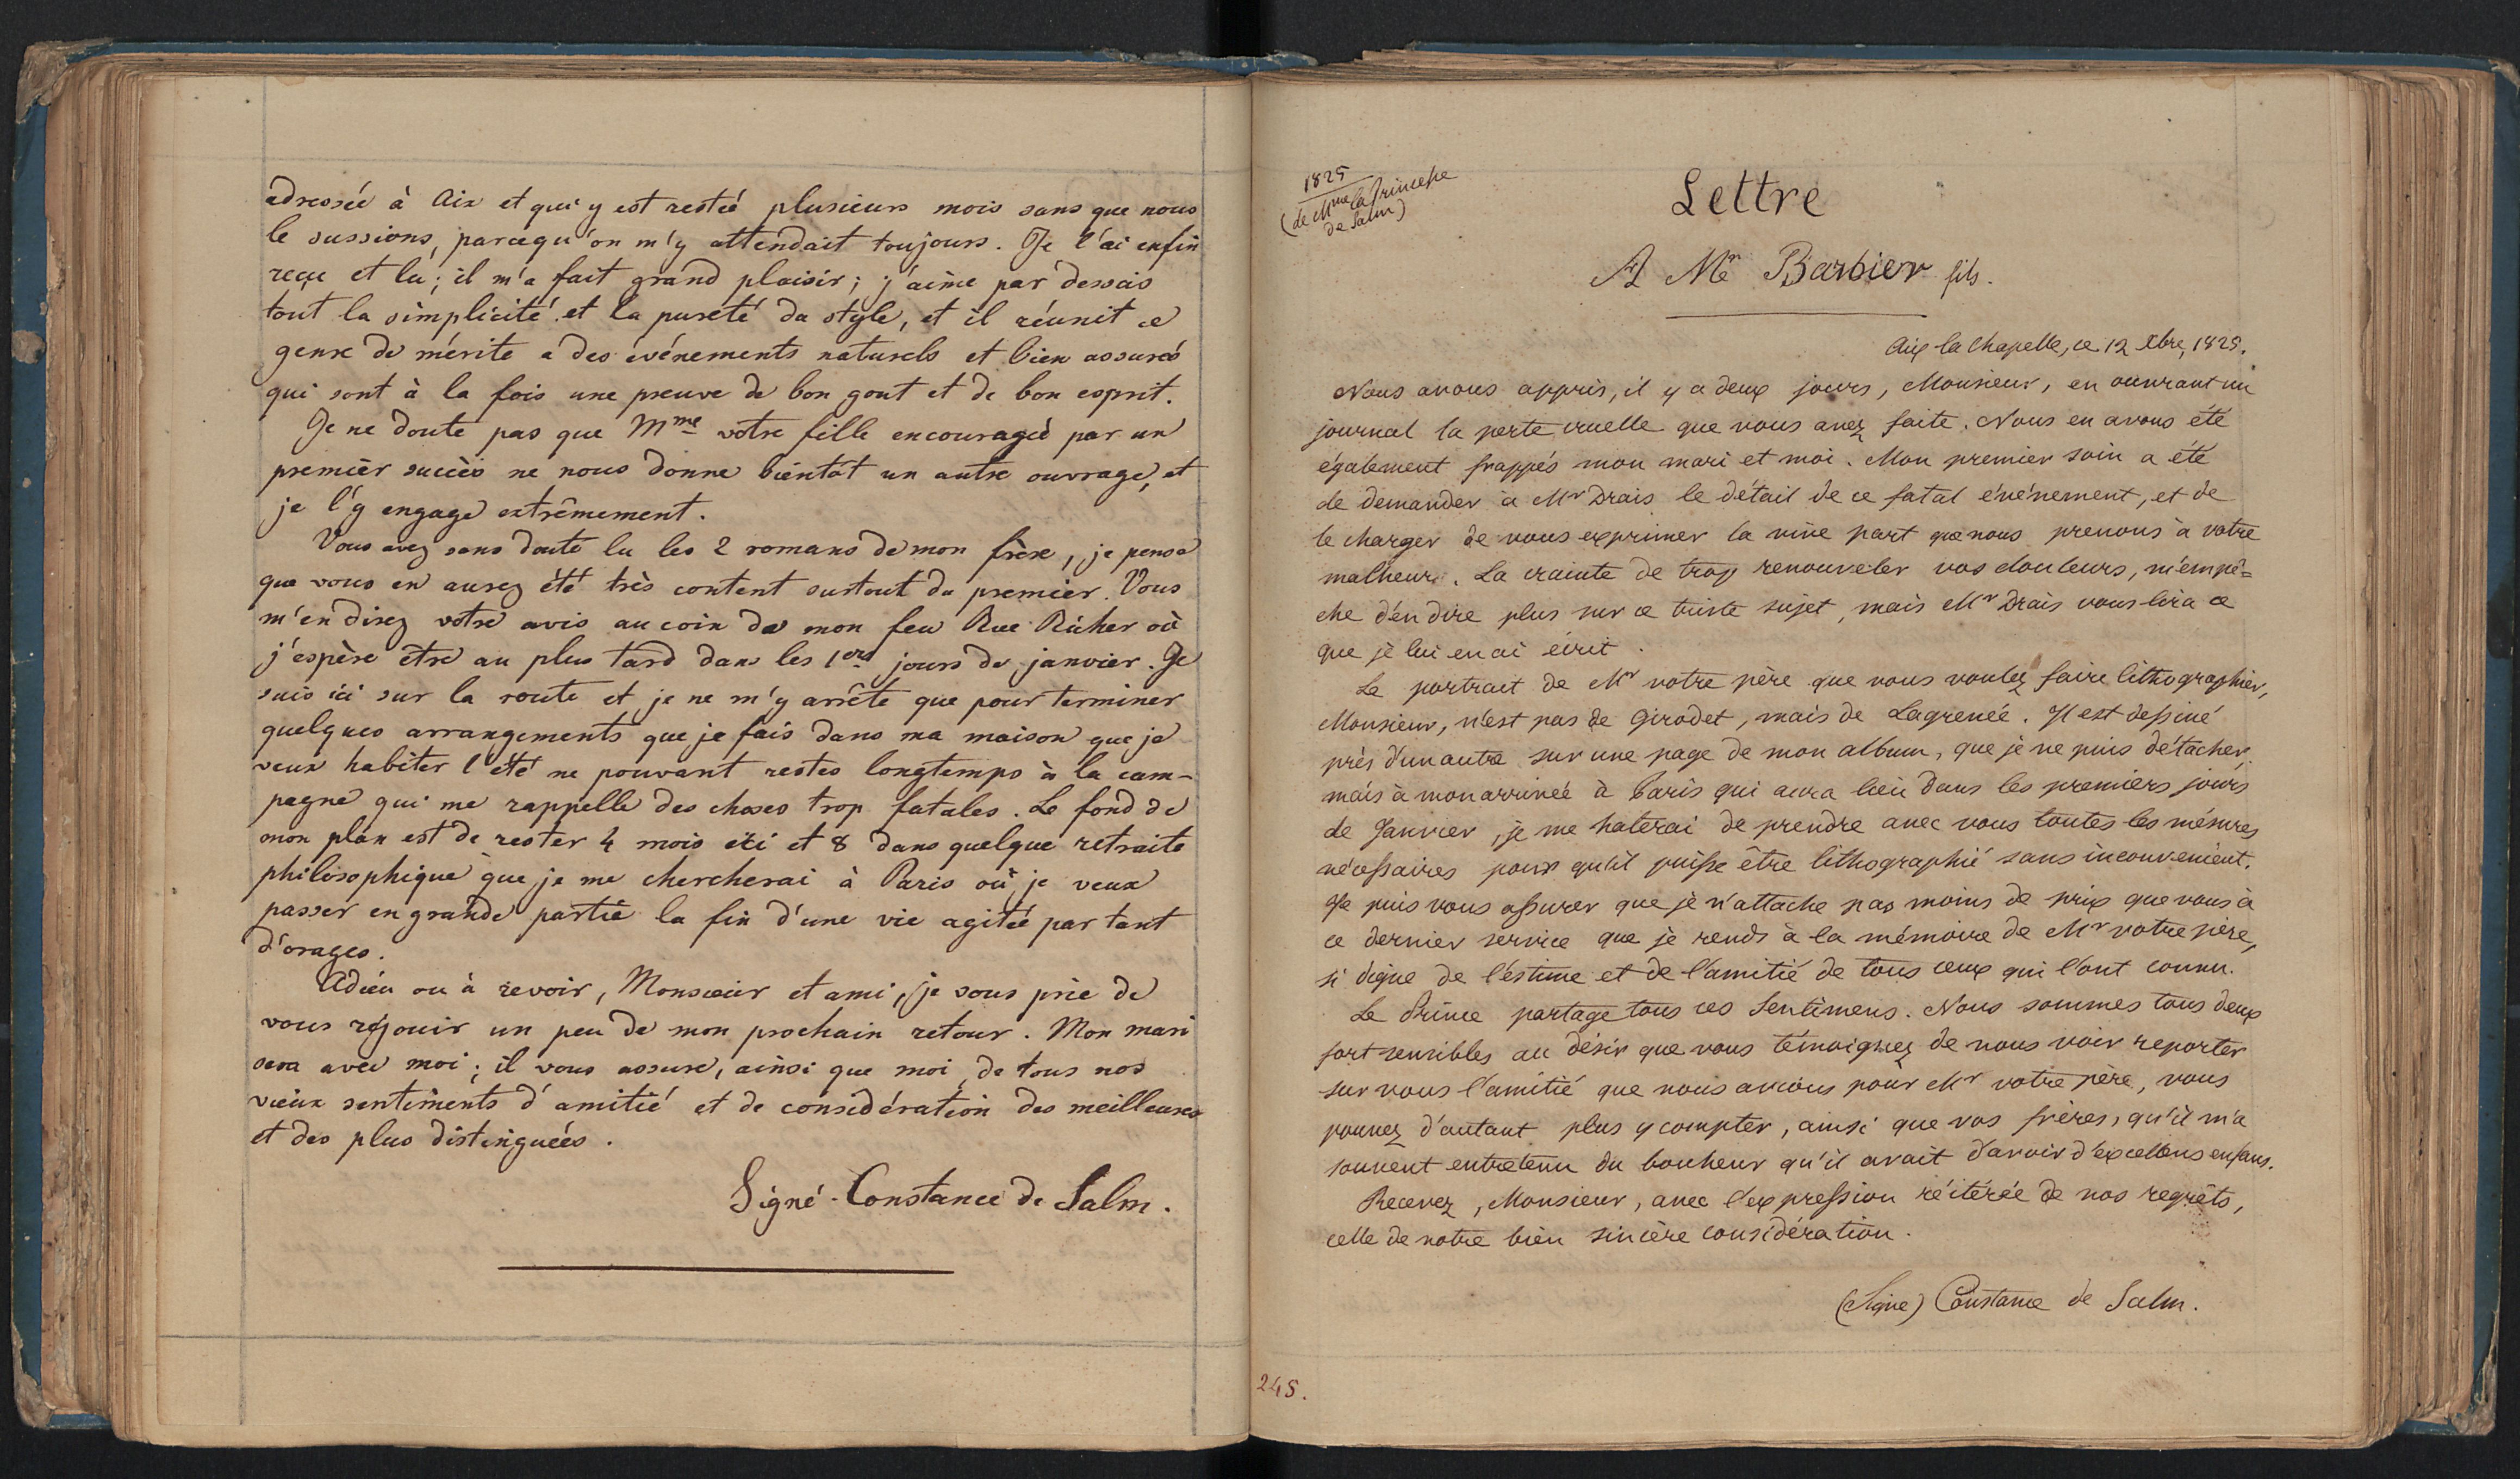 adressée à Aix et qui y est restée plusieurs mois sans que nous
le sussions, parcequ'on m'y attendait toujours. Je l'ai enfin
reçu et lu; il m'a fait grand plaisir; j'aime par dessus
tout la simplicité et la pureté du style, et il réunit ce
genre de mérite a des événements naturels et bien assurés
qui sont à la fois une preuve de bon gout et de bon esprit.
Je ne doute pas que Mme votre fille encouragée par un
premier succès ne nous donne bientôt un autre ouvrage, et
je l'y engage extrêmement.
Vous avez sans doute lu les 2 romans de mon frère, je pense
que vous en aurez été très content surtout du premier. Vous
m'en direz votre avis au coin de mon feu Rue Richer où
j'espère être au plus tard dans les 1ers jours de janvier. Je
suis ici sur la route et je ne m'y arrête que pour terminer
quelques arrangements que je fais dans ma maison que je
veux habiter l'été ne pouvant rester longtemps à la cam-
pagne qui me rappelle des choses trop fatales. Le fond de
mon plan est de rester 4 mois ici et 8 dans quelque retraite
philosophique que je me chercherai à Paris où je veux
passer en grande partie la fin d'une vie agitée par tant
d'orages.
Adieu ou à revoir, Monsieur et ami, je vous prie de
vous réjouir un peu de mon prochain retour. Mon mari
sera avec moi; il vous assure, ainsi que moi, de tous nos
vieux sentiments d'amitié et de considération des meilleures
et des plus distinguées.
Signé - Constance de Salm.
1825
(de Mme la Princesse
de Salm)
Lettre
A Mr Barbier fils.
Aix la Chapelle, ce 12 Xbre, 1825.
Nous avons appris, il y a deux jours, Monsieur, en ouvrant un
journal la perte cruelle que vous avez faite. Nous en avons été
également frappés mon mari et moi. Mon premier soin a été
de demander à Mr Drais le détail de ce fatal événement, et de
le charger de vous exprimer la vive part que nous prenons à votre
malheur. La crainte de trop renouveler vos douleurs, m'empê=
che d'en dire plus sur ce triste sujet, mais Mr Drais vous lira ce
que je lui en ai écrit.
Le portrait de Mr votre père que vous voulez faire lithographier,
Monsieur, n'est pas de Girodet, mais de Lagrenée. Il est dessiné
près d'un autre sur une page de mon album, que je ne puis détacher,
mais à mon arrivée à Paris qui aura lieu dans les premiers jours
de Janvier, je me haterai de prendre avec vous toutes les mésures
nécessaires pour qu'il puisse être lithographié sans inconvenient.
Je puis vous assurer que je n'attache pas moins de prix que vous à
ce dernier service que je rends à la mémoire de Mr votre père,
si digne de l'éstime et de l'amitié de tous ceux qui l'ont connu.
Le Prince partage tous ces Sentimens. Nous sommes tous deux
fort sensibles au désir que vous témoignez de nous voir reporter
sur vous l'amitié que nous avions pour Mr votre père, vous
pouvez d'autant plus y compter, ainsi que vos frères, qu'il m'a
souvent entretenu du bonheur qu'il avait d'avoir d'excellens enfans.
Recevez, Monsieur, avec l'expression réitérée de nos regrêts,
celle de notre bien sincère considération.
(Signé) Constance de Salm.
245.